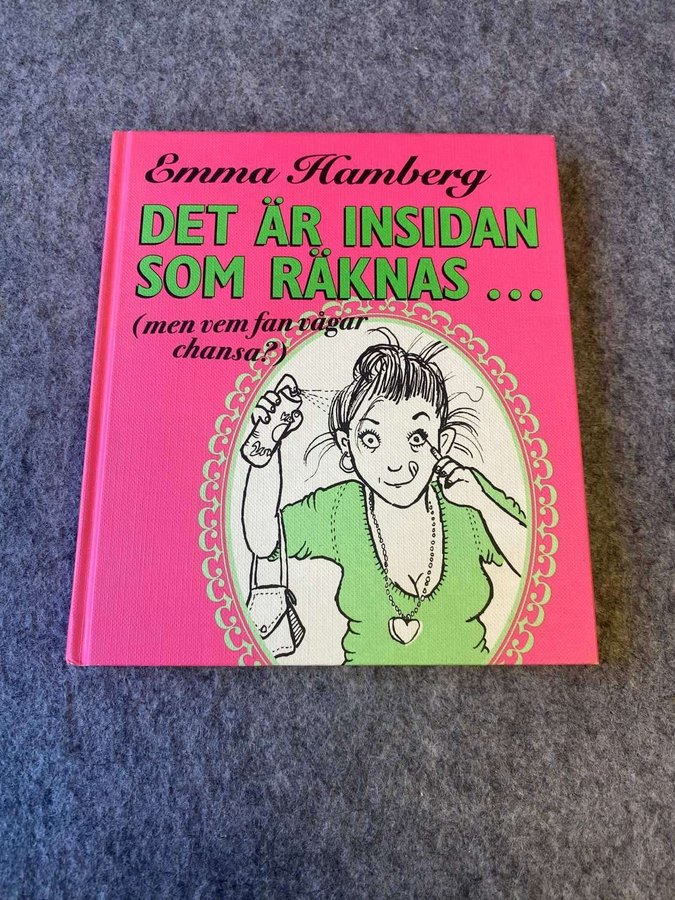 Emma Hamberg
DET ÄR INSIDAN
SOM RÄKNAS ...
(men vem fan vågar
chansa?)